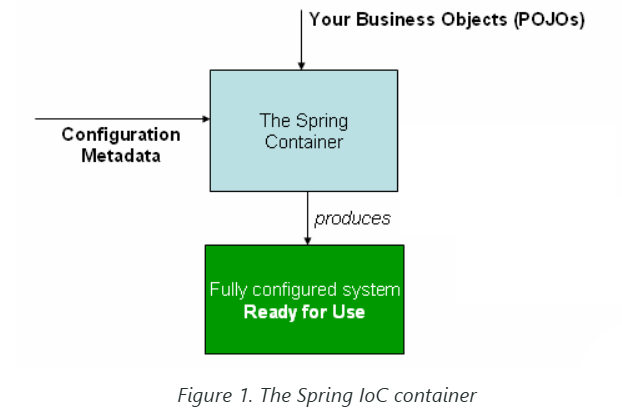 Your Business Objects (POJOs)
The Spring
Container
Configuration
Metadata
produces
Fully configured system
Ready for Use
Figure 1. The Spring IoC container